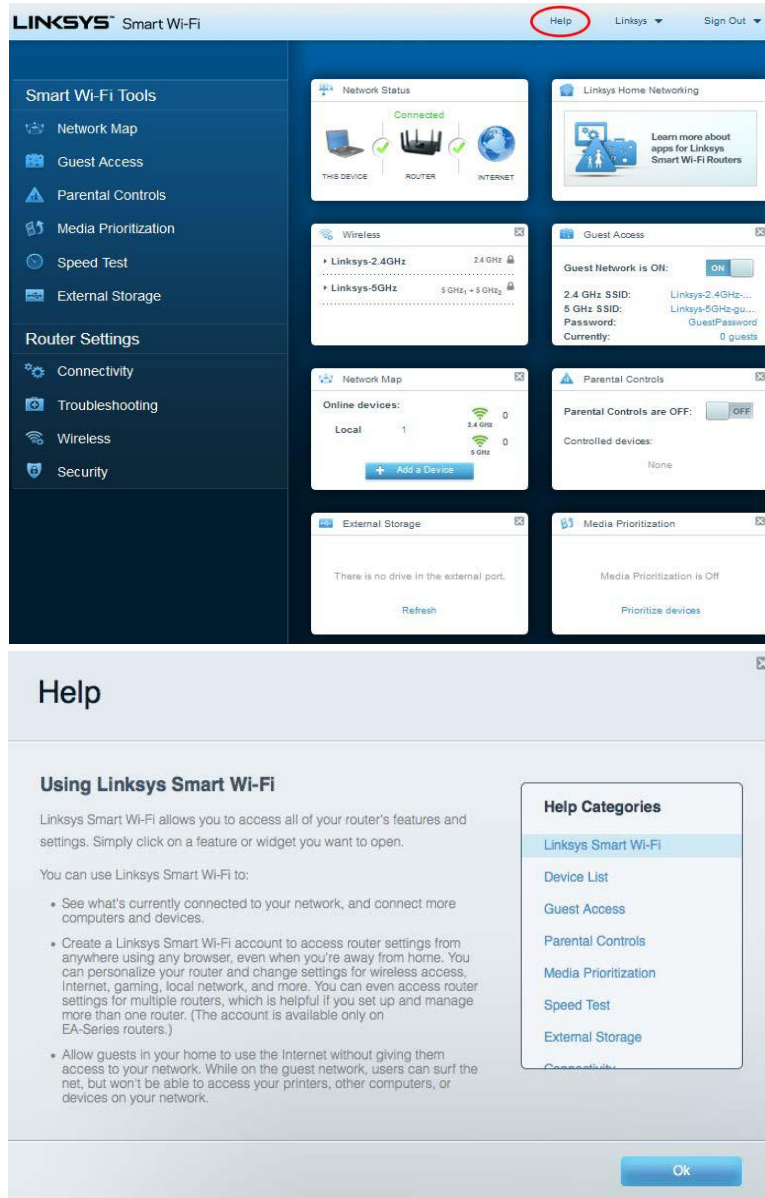 LINKSYS™ Smart Wi-Fi
Help
Linksys
Sign Out
Smart Wi-Fi Tools
Network Map
Guest Access
Parental Controls
Media Prioritization
Speed Test
External Storage
Router Settings
Connectivity
Troubleshooting
Wireless
Security
Network Status
Connected
THIS DEVICE ROUTER INTERNET
Linksys Home Networking
Learn more about
apps for Linksys
Smart Wi-Fi Routers
Wireless
Linksys-2.4GHz 2.4 GHz
Linksys-5GHz 5 GHz1 + 5 GHz2
Guest Access
Guest Network is ON: ON
2.4 GHz SSID: Linksys-2.4GHz-...
5 GHz SSID: Linksys-5GHz-gu...
Password: GuestPassword
Currently: 0 guests
Network Map
Online devices:
0
2.4 GHz
Local 1
0
5 GHz
+ Add a Device
Parental Controls
Parental Controls are OFF: OFF
Controlled devices:
None
External Storage
There is no drive in the external port.
Refresh
Media Prioritization
Media Prioritization is Off
Prioritize devices
Help
Using Linksys Smart Wi-Fi
Linksys Smart Wi-Fi allows you to access all of your router's features and
settings. Simply click on a feature or widget you want to open.
You can use Linksys Smart Wi-Fi to:
• See what's currently connected to your network, and connect more
computers and devices.
• Create a Linksys Smart Wi-Fi account to access router settings from
anywhere using any browser, even when you're away from home. You
can personalize your router and change settings for wireless access,
Internet, gaming, local network, and more. You can even access router
settings for multiple routers, which is helpful if you set up and manage
more than one router. (The account is available only on
EA-Series routers.)
• Allow guests in your home to use the Internet without giving them
access to your network. While on the guest network, users can surf the
net, but won't be able to access your printers, other computers, or
devices on your network.
Help Categories
Linksys Smart Wi-Fi
Device List
Guest Access
Parental Controls
Media Prioritization
Speed Test
External Storage
Connectivity
Ok